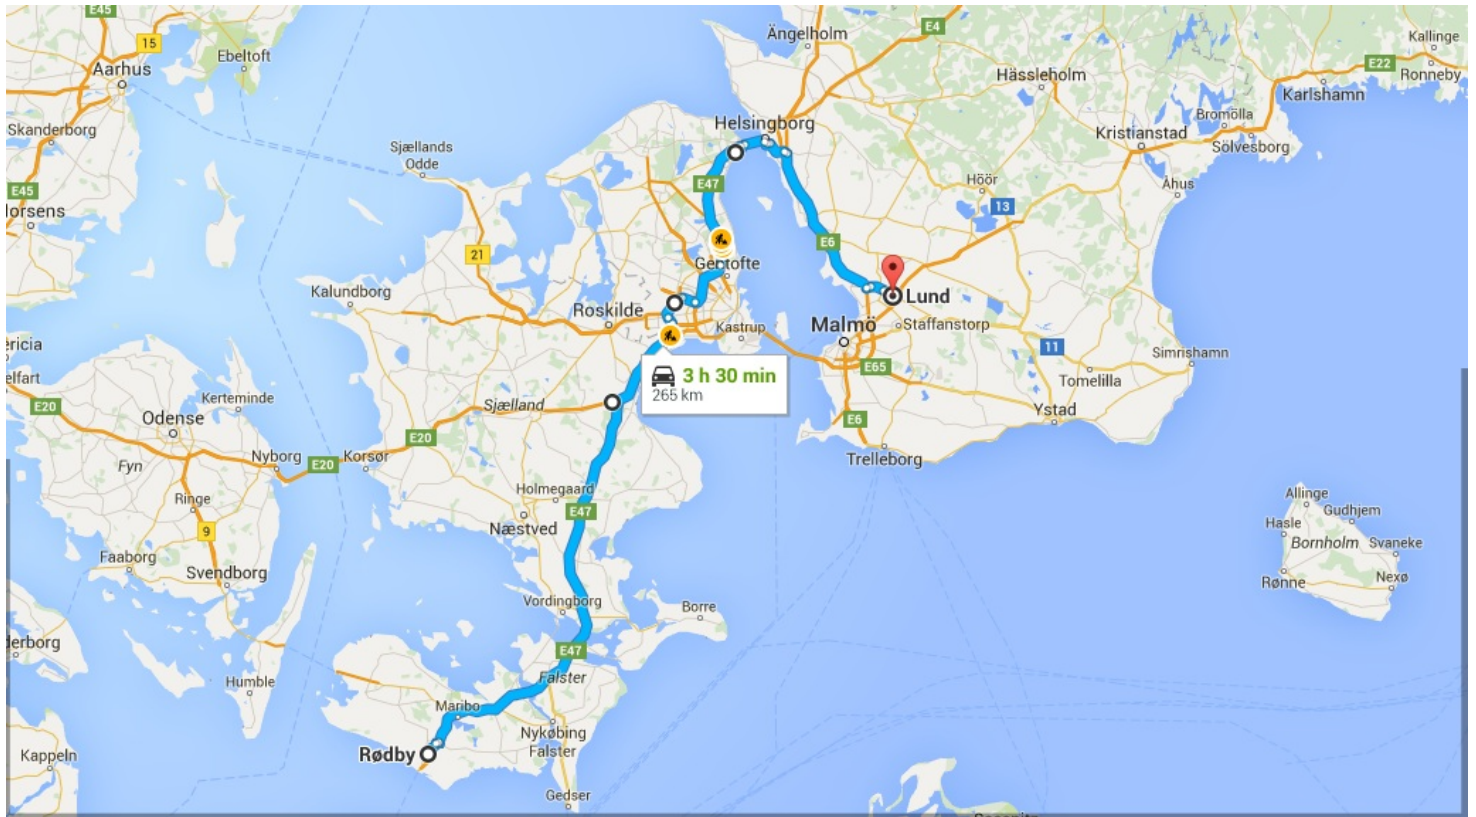 E45
15
Ebeltoft
Aarhus
Skanderborg
E45
Horsens
Sjællands
Odde
Ängelholm
E4
Kallinge
E22
Ronneby
Hässleholm
Karlshamn
Bromölla
Helsingborg
Kristianstad
Sölvesborg
E47
Höör
Åhus
13
21
E6
Gentofte
Kalundborg
Roskilde
Lund
Kastrup
Malmö
Staffanstorp
11
Simrishamn
E65
Tomelilla
3 h 30 min
265 km
E20
Kerteminde
Sjælland
Odense
E20
Ystad
E6
Nyborg
E20
Korsør
Trelleborg
Fyn
Ringe
Holmegaard
E47
Næstved
9
Allinge
Gudhjem
Hasle
Bornholm
Svaneke
Rønne
Nexø
Faaborg
Svendborg
Vordingborg
Borre
E47
Falster
Humble
Maribo
Nykøbing
Falster
Rødby
Kappeln
Gedser